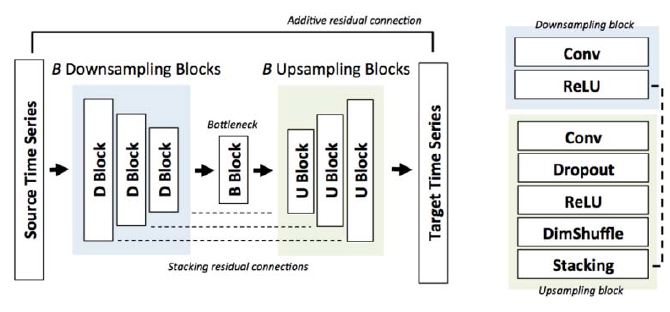 Additive residual connection
Source Time Series
B Downsampling Blocks
D Block
D Block
D Block
Bottleneck
B Block
B Upsampling Blocks
U Block
U Block
U Block
Target Time Series
Stacking residual connections
Downsampling block
Conv
ReLU
Conv
Dropout
ReLU
DimShuffle
Stacking
Upsampling block